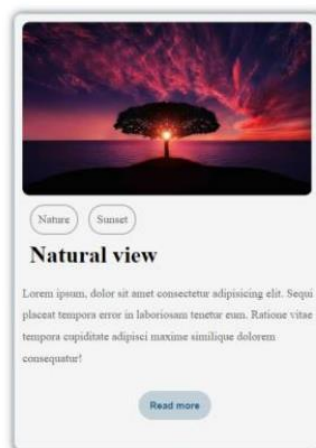 Nature Sunset
Natural view
Lorem ipsum, dolor sit amet consectetur adipisicing elit. Sequi
placeat tempora error in laboriosam tenetur eum. Ratione vitae
tempora cupiditate adipisci maxime similique dolorem
consequatur!
Read more